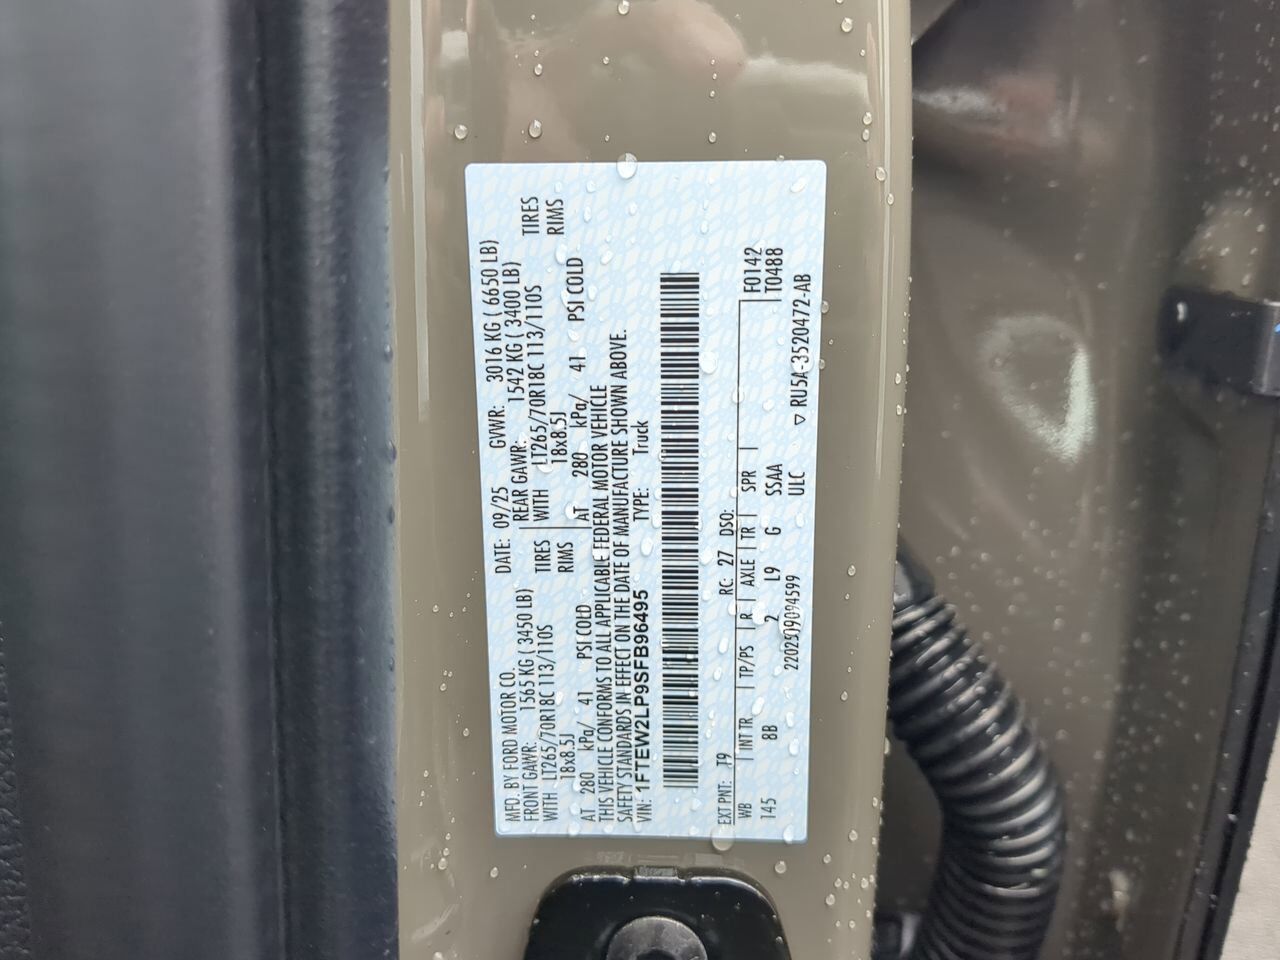 MFD. BY FORD MOTOR CO. DATE: 09/25 GVWR: 3016 KG ( 6650 LB)
FRONT GAWR: 1565 KG ( 3450 LB) REAR GAWR: 1542 KG ( 3400 LB)
WITH LT265/70R18C 113/110S TIRES WITH LT265/70R18C 113/110S TIRES
18x8.5J RIMS 18x8.5J RIMS
AT 280 kPa/ 41 PSI COLD AT 280 kPa/ 41 PSI COLD
THIS VEHICLE CONFORMS TO ALL APPLICABLE FEDERAL MOTOR VEHICLE
SAFETY STANDARDS IN EFFECT ON THE DATE OF MANUFACTURE SHOWN ABOVE.
VIN: 1FTEW2LP9SFB96495 TYPE: Truck
EXT PNT: T9 RC: 27 DSO: F0142
WB INT TR TP/PS R AXLE TR SPR T0488
145 8B 2 L9 G SSAA
22025 ULC ▽ RU5A-3520472-AB